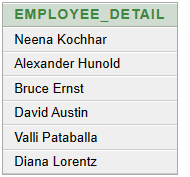 EMPLOYEE_DETAIL
Neena Kochhar
Alexander Hunold
Bruce Ernst
David Austin
Valli Pataballa
Diana Lorentz